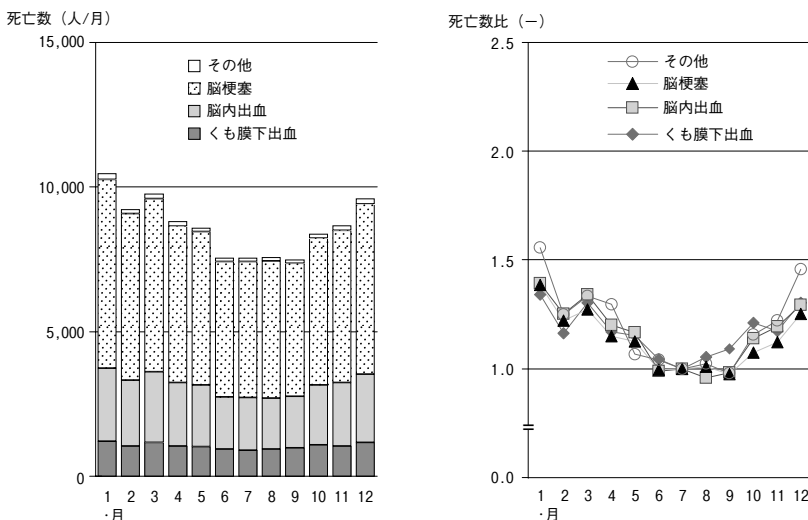 死亡数（人/月）
15,000
10,000
5,000
0
その他
脳梗塞
脳内出血
くも膜下出血
1 2 3 4 5 6 7 8 9 10 11 12
·月
死亡数比（ー）
2.5
2.0
1.5
1.0
0.0
その他
脳梗塞
脳内出血
くも膜下出血
1 2 3 4 5 6 7 8 9 10 11 12
·月